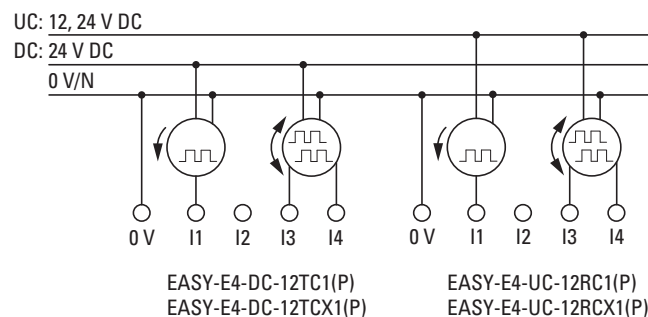 UC: 12, 24 V DC
DC: 24 V DC
0 V/N
0 V I1 I2 I3 I4 0 V I1 I2 I3 I4
EASY-E4-DC-12TC1(P) EASY-E4-UC-12RC1(P)
EASY-E4-DC-12TCX1(P) EASY-E4-UC-12RCX1(P)